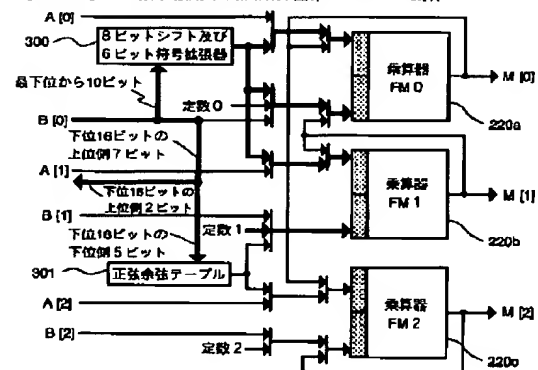 A [0]
300
8ビットシフト及び
6ビット符号拡張器
最下位から10ビット
定数0
B [0]
下位16ビットの
上位側7ビット
A [1]
下位16ビットの
上位側2ビット
B [1]
下位16ビットの
下位側5ビット
定数1
301
正弦余弦テーブル
A [2]
B [2]
定数2
乗算器
FM 0
M [0]
220a
乗算器
FM 1
M [1]
220b
乗算器
FM 2
M [2]
220c